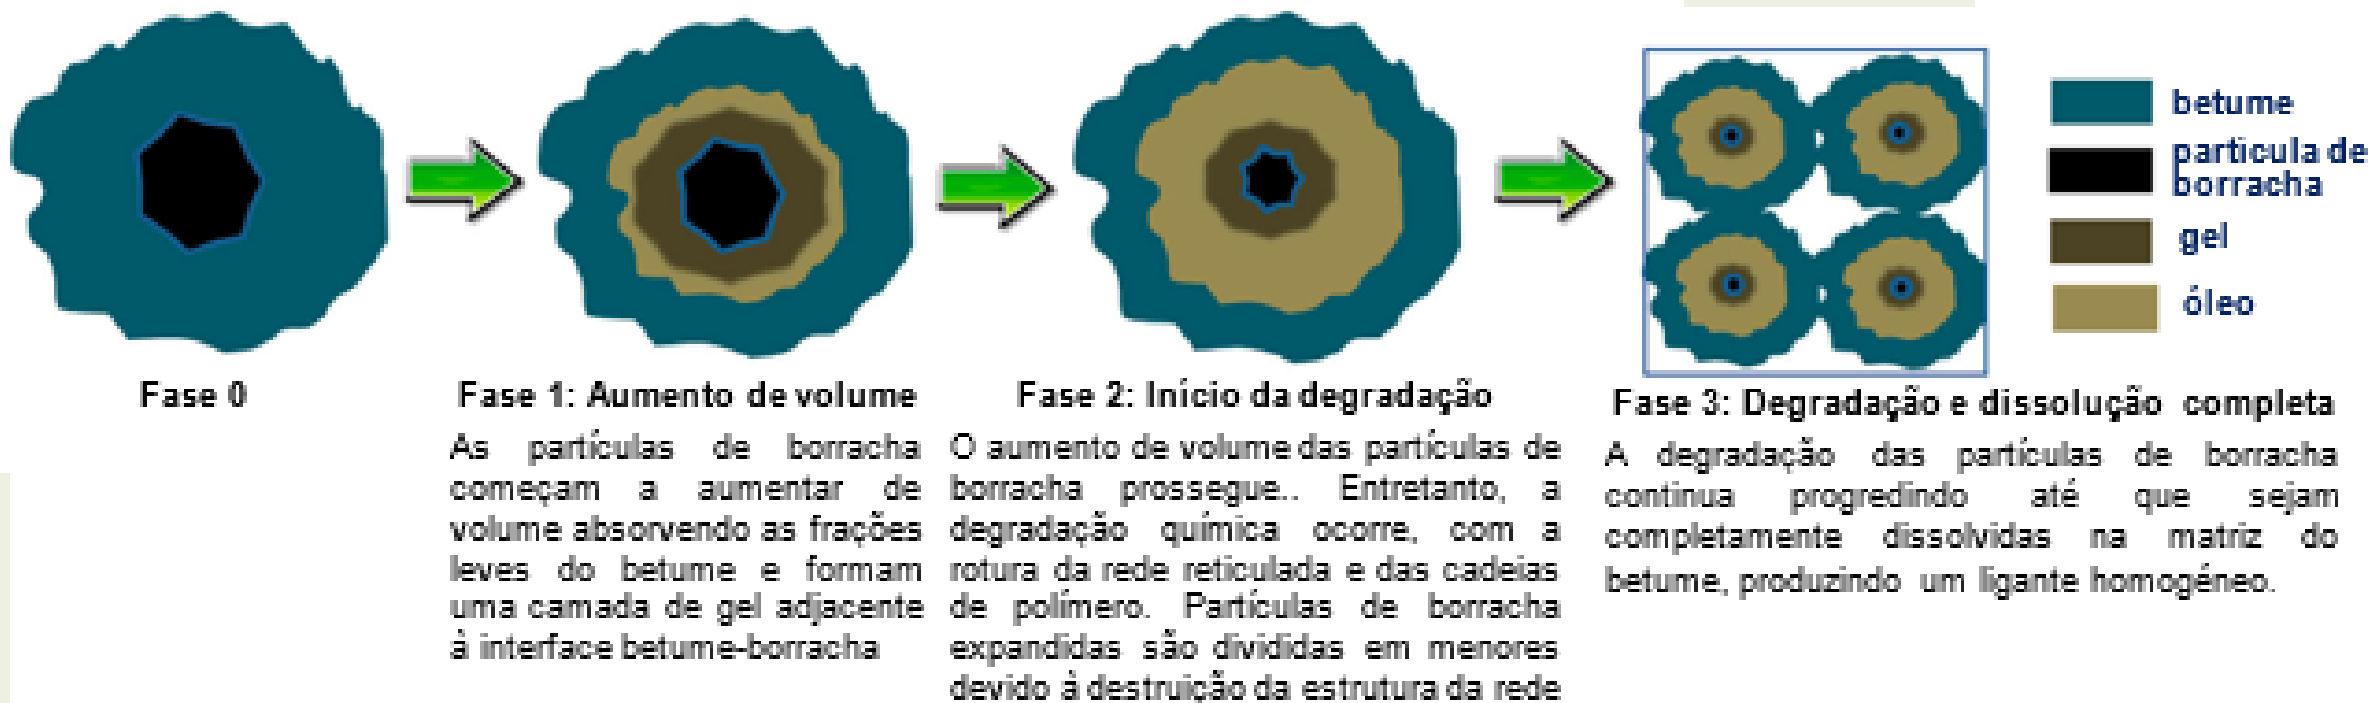 Fase 0
Fase 1: Aumento de volume
As partículas de borracha
começam a aumentar de
volume absorvendo as frações
leves do betume e formam
uma camada de gel adjacente
à interface betume-borracha
Fase 2: Início da degradação
O aumento de volume das partículas de
borracha prossegue.. Entretanto, a
degradação química ocorre, com a
rotura da rede reticulada e das cadeias
de polímero. Partículas de borracha
expandidas são divididas em menores
devido à destruição da estrutura da rede
Fase 3: Degradação e dissolução completa
A degradação das partículas de borracha
continua progredindo até que sejam
completamente dissolvidas na matriz do
betume, produzindo um ligante homogéneo.
betume
particula de
borracha
gel
óleo